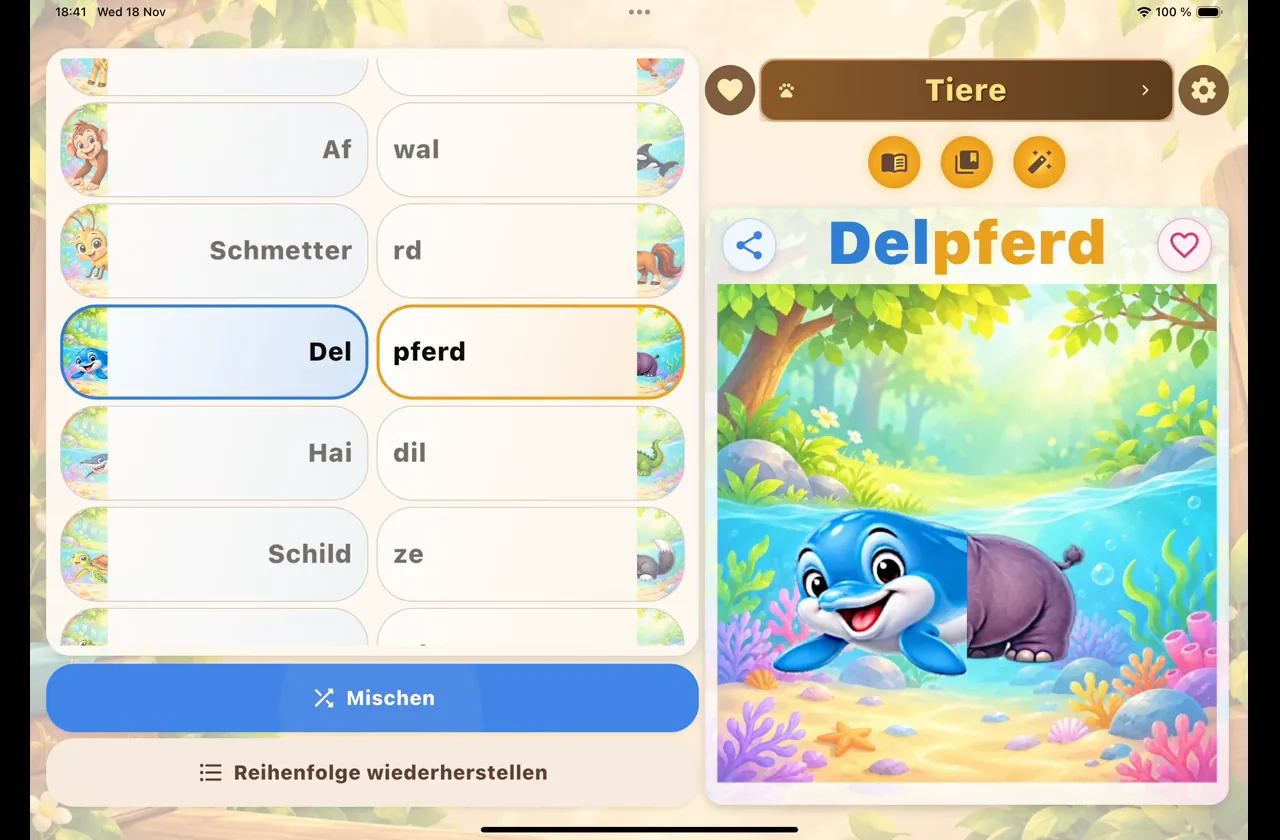 18:41 Wed 18 Nov
100 %
Tiere
Af wal
Schmetter rd
Del pferd
Hai dil
Schild ze
Delpferd
Mischen
Reihenfolge wiederherstellen